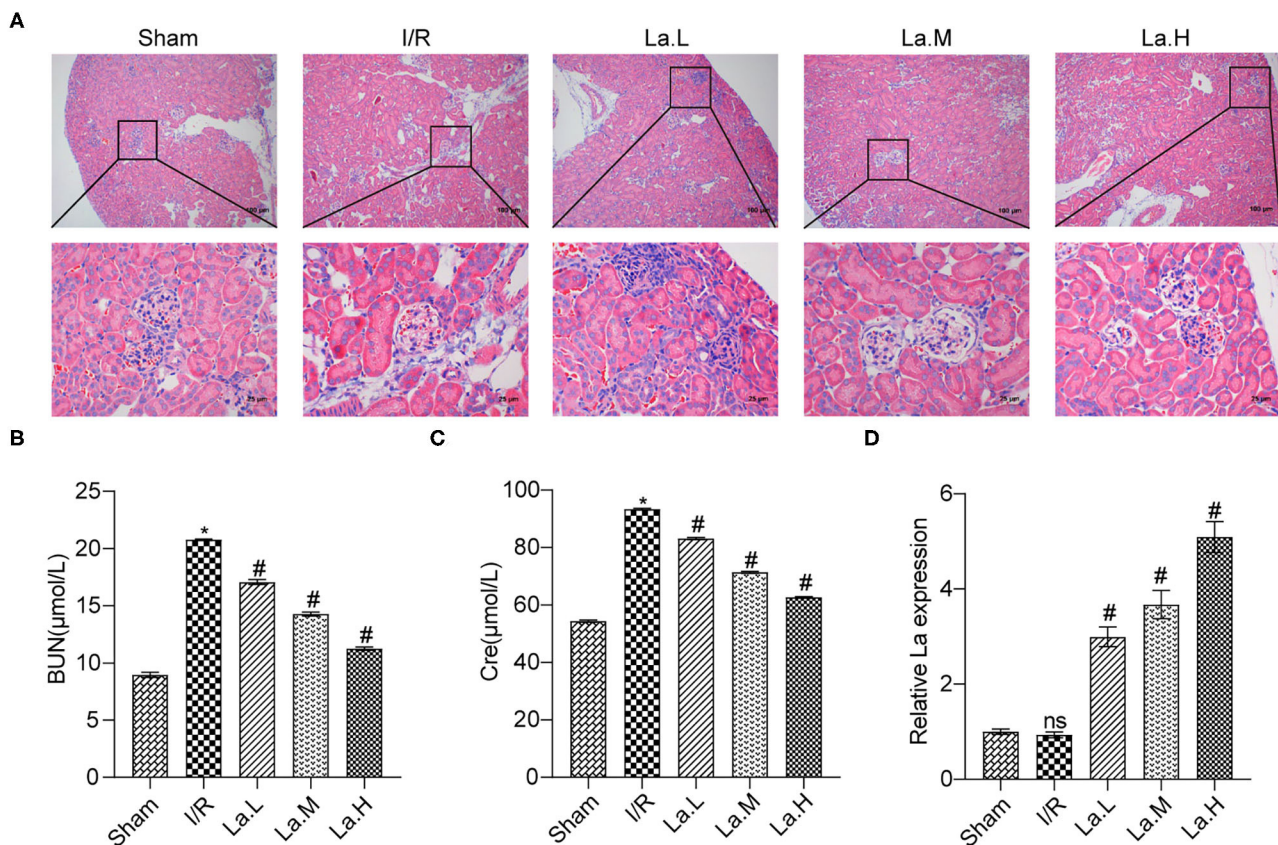 A
Sham I/R La.L La.M La.H
100 μm 100 μm 100 μm 100 μm 100 μm
25 μm 25 μm 25 μm 25 μm 25 μm
B C D
BUN(μmol/L)
25
20
15
10
5
0
*
#
#
#
Sham I/R La.L La.M La.H
Cre(μmol/L)
100
80
60
40
20
0
*
#
#
#
Sham I/R La.L La.M La.H
Relative La expression
6
4
2
0
ns
#
#
#
Sham I/R La.L La.M La.H